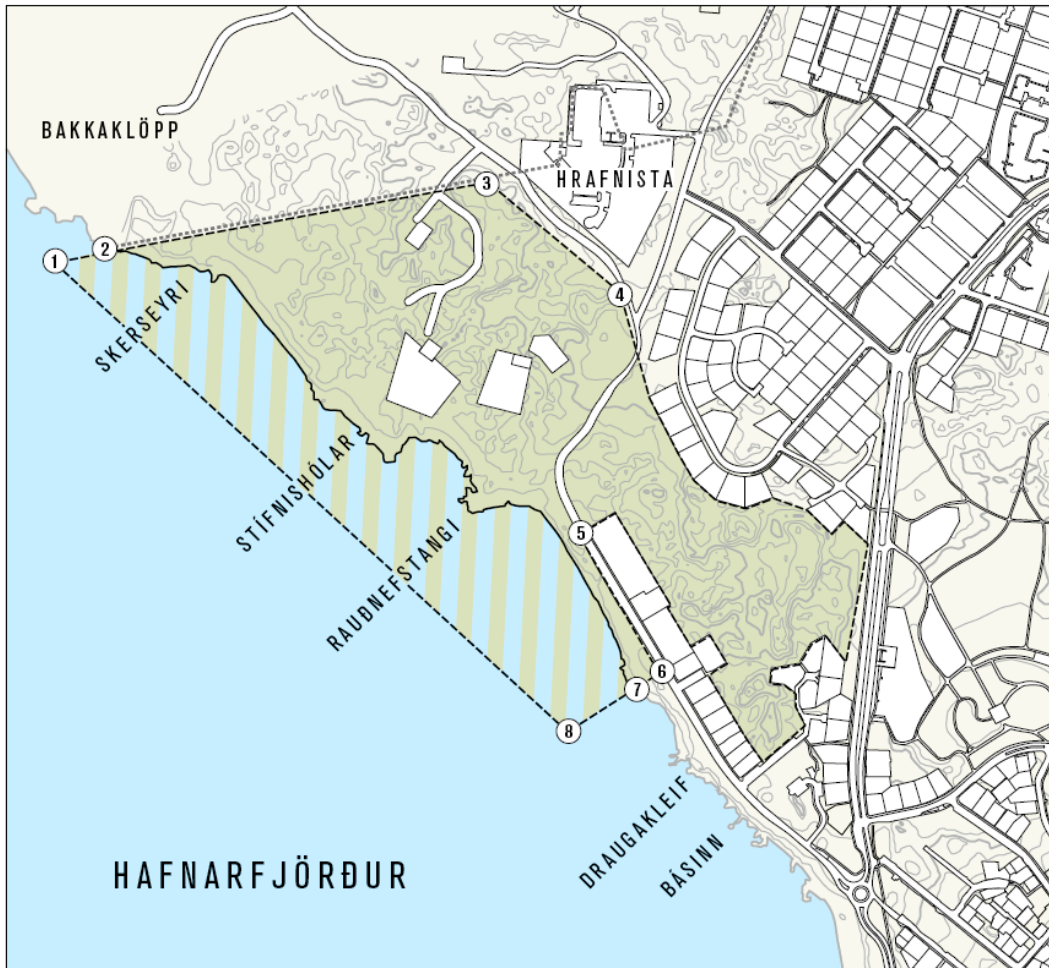 BAKKAKLÖPP
HRAFNISTA
3
2
1
4
SKERSEYRI
STÍFNISHÓLAR
RAUÐNEFSTANGI
5
6
7
8
DRAUGAKLEIF
BÁSINN
HAFNARFJÖRÐUR